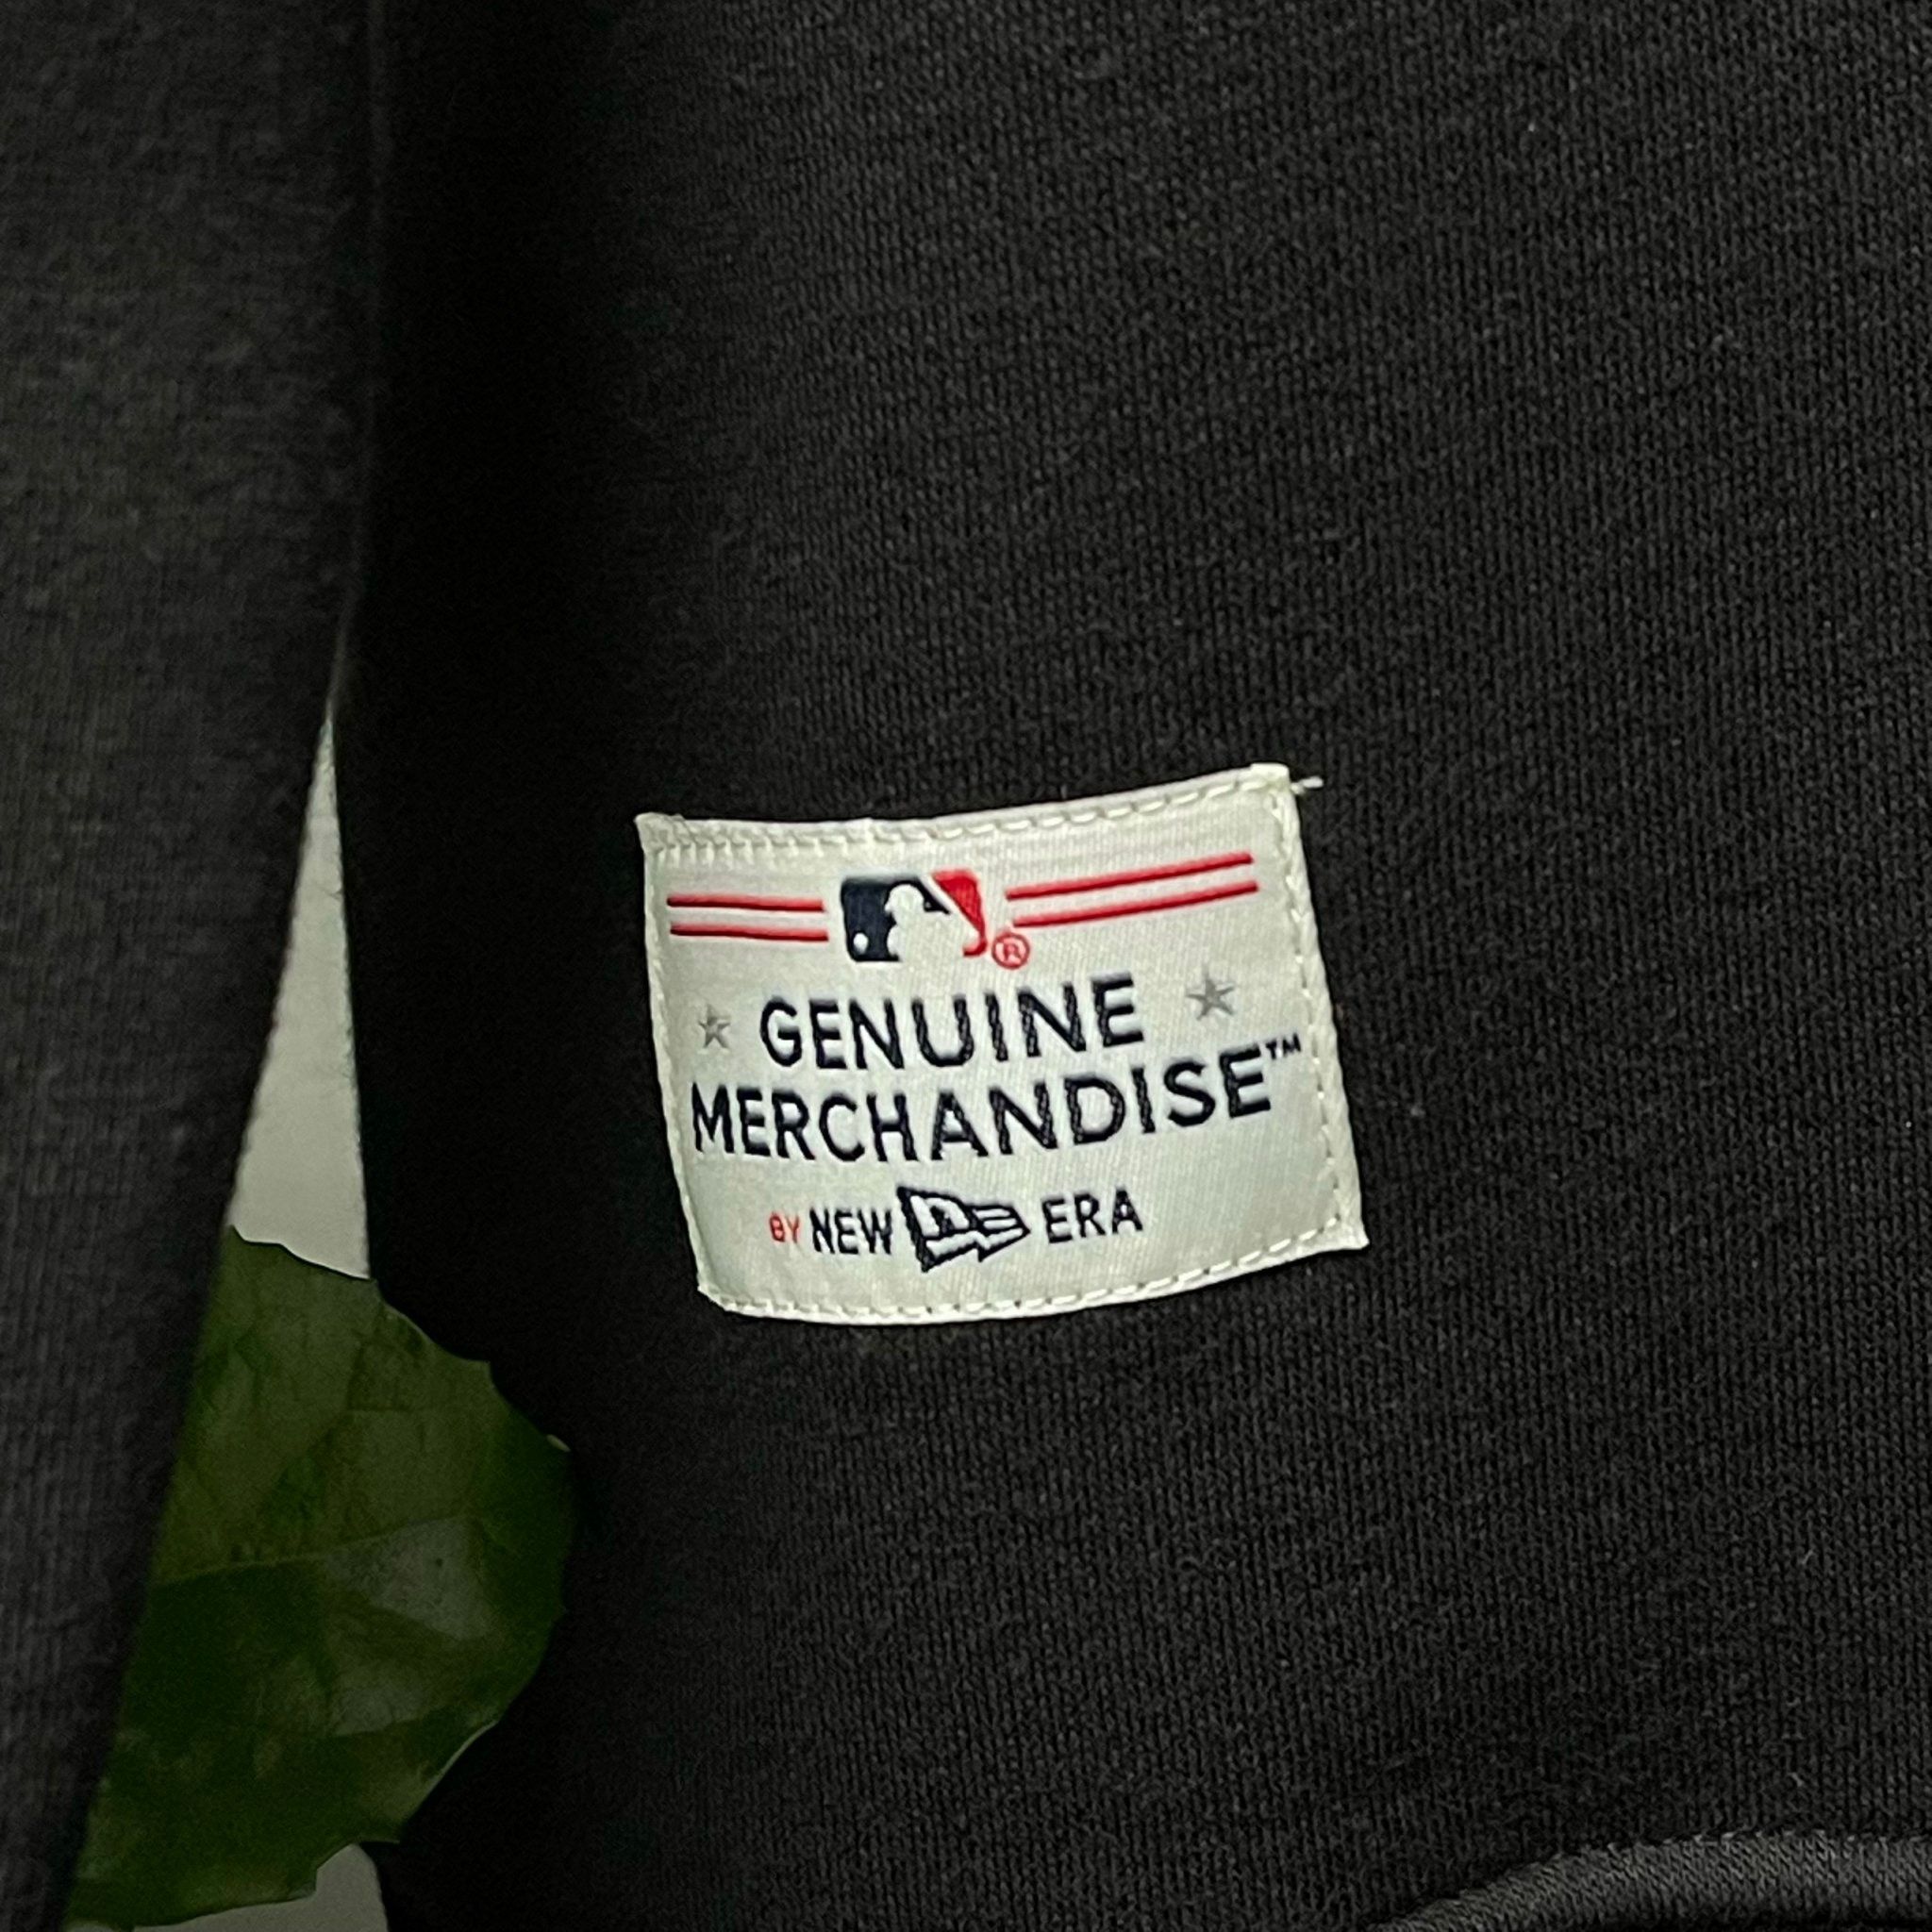 ®
GENUINE
MERCHANDISE™
BY NEW ERA